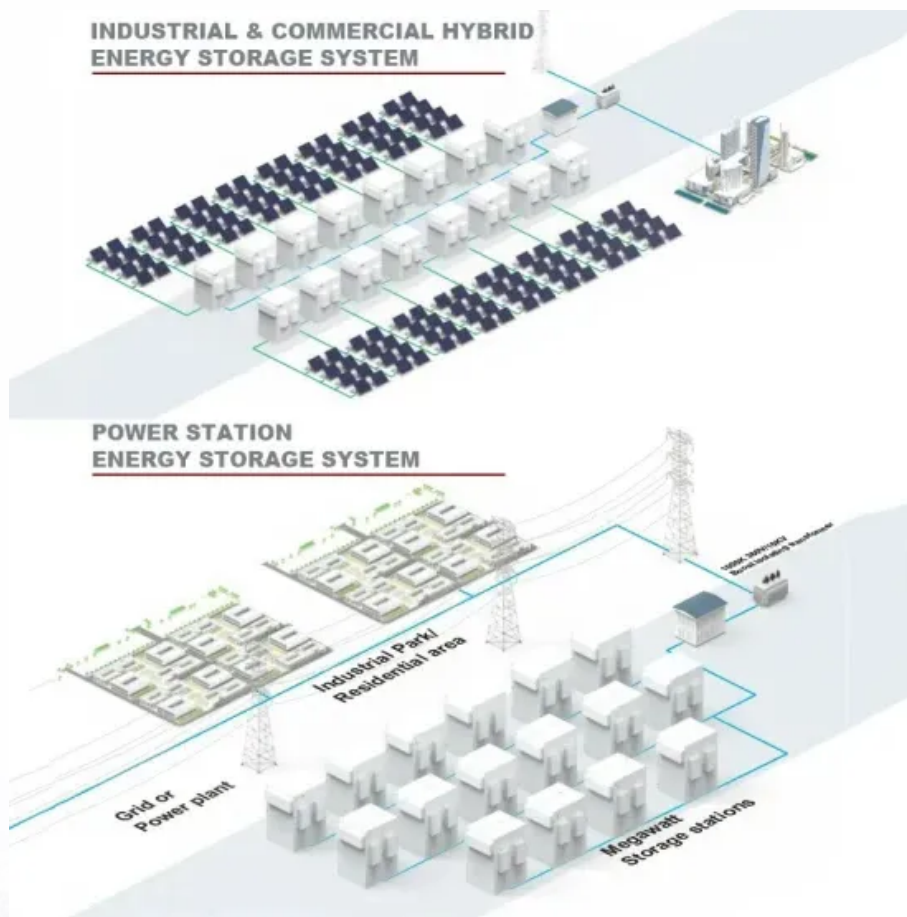 INDUSTRIAL & COMMERCIAL HYBRID
ENERGY STORAGE SYSTEM
POWER STATION
ENERGY STORAGE SYSTEM
Industrial Park/
Residential area
Grid or
Power plant
Megawatt
Storage stations